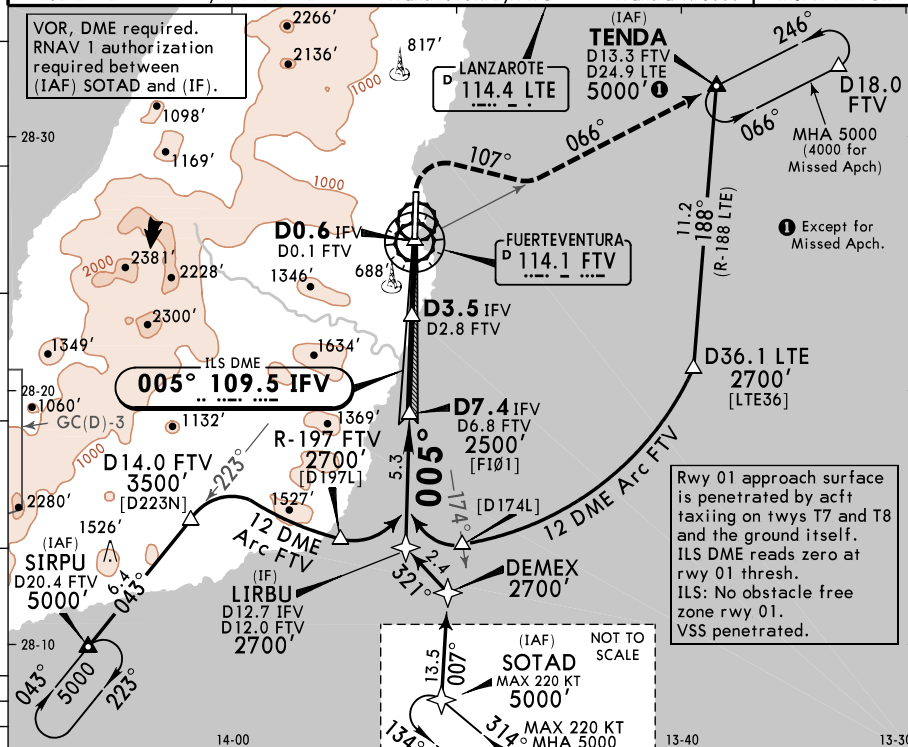 VOR, DME required.
RNAV 1 authorization
required between
(IAF) SOTAD and (IF).
2266'
2136'
1000
817'
LANZAROTE
D 114.4 LTE
(IAF)
TENDA
D13.3 FTV
D24.9 LTE
5000' 1
246°
066°
D18.0
FTV
MHA 5000
(4000 for
Missed Apch)
1 Except for
Missed Apch.
1098'
1169'
28-30
1000
107°
066°
11.2
188°
(R-188 LTE)
D0.6 IFV
D0.1 FTV
FUERTEVENTURA
D 114.1 FTV
688'
1346'
2000
2381'
2228'
2300'
1349'
D3.5 IFV
D2.8 FTV
1634'
ILS DME
005° 109.5 IFV
28-20
1060'
GC(D)-3
1132'
1000
2280'
D36.1 LTE
2700'
[LTE36]
D7.4 IFV
D6.8 FTV
2500'
[FI01]
1369'
R-197 FTV
2700'
[D197L]
1527'
5.3
005°
174°
[D174L]
12 DME Arc FTV
D14.0 FTV
3500'
[D223N]
223°
12 DME
Arc FTV
1526'
(IAF)
SIRPU
D20.4 FTV
5000'
6.4
043°
28-10
043°
5000
223°
(IF)
LIRBU
D12.7 IFV
D12.0 FTV
2700'
2.4
321°
DEMEX
2700'
Rwy 01 approach surface
is penetrated by acft
taxiing on twys T7 and T8
and the ground itself.
ILS DME reads zero at
rwy 01 thresh.
ILS: No obstacle free
zone rwy 01.
VSS penetrated.
NOT TO
SCALE
(IAF)
SOTAD
MAX 220 KT
5000'
13.5
007°
134°
314°
MAX 220 KT
MHA 5000
14-00
13-40
13-30